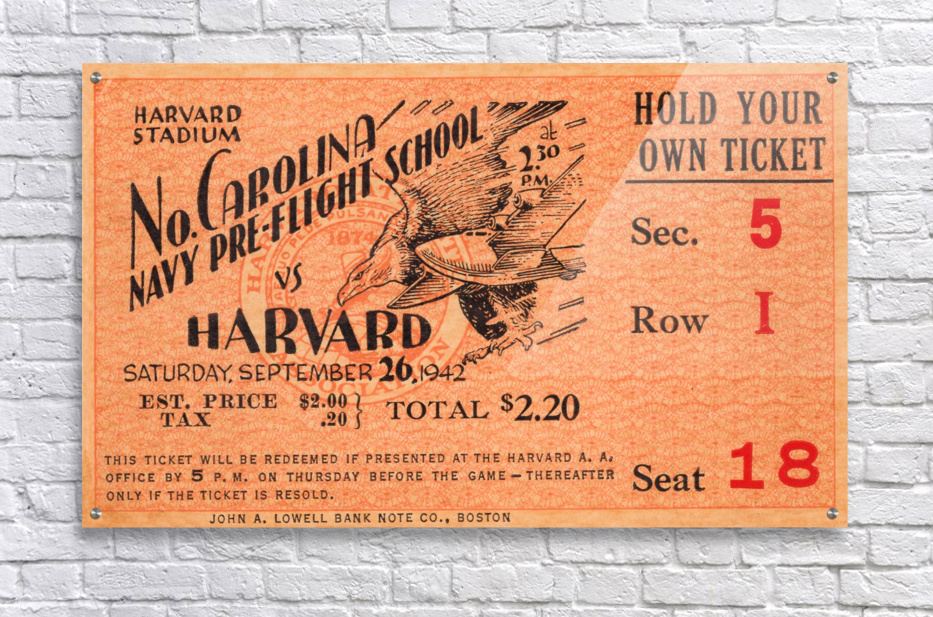 HARVARD
STADIUM
No. CAROLINA
NAVY PRE-FLIGHT SCHOOL
at
2.30
P.M.
VS
HARVARD
SATURDAY, SEPTEMBER 26, 1942
EST. PRICE $2.00
TAX .20
TOTAL $2.20
THIS TICKET WILL BE REDEEMED IF PRESENTED AT THE HARVARD A. A.
OFFICE BY 5 P. M. ON THURSDAY BEFORE THE GAME – THEREAFTER
ONLY IF THE TICKET IS RESOLD.
JOHN A. LOWELL BANK NOTE CO., BOSTON
HOLD YOUR
OWN TICKET
Sec. 5
Row I
Seat 18
1874